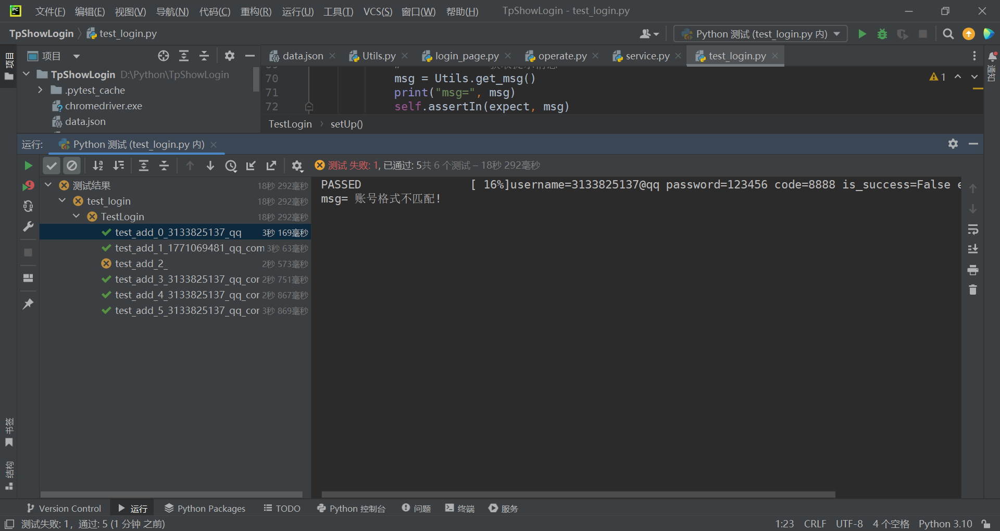 文件(F) 编辑(E) 视图(V) 导航(N) 代码(C) 重构(R) 运行(U) 工具(T) VCS(S) 窗口(W) 帮助(H) TpShowLogin - test_login.py
TpShowLogin test_login.py Python 测试 (test_login.py 内)
项目 data.json Utils.py login_page.py operate.py service.py test_login.py
项目
通知
TpShowLogin D:\Python\TpShowLogin
.pytest_cache
chromedriver.exe
data.json
70 msg = Utils.get_msg()
71 print("msg=", msg)
72 self.assertIn(expect, msg)
1
TestLogin › setUp()
运行: Python 测试 (test_login.py 内)
测试 失败: 1, 已通过: 5共 6 个测试 – 18秒 292毫秒
测试结果 18秒 292毫秒
test_login 18秒 292毫秒
TestLogin 18秒 292毫秒
test_add_0_3133825137_qq 3秒 169毫秒
test_add_1_1771069481_qq_com 3秒 63毫秒
test_add_2_ 2秒 573毫秒
test_add_3_3133825137_qq_cor 2秒 751毫秒
test_add_4_3133825137_qq_cor 2秒 867毫秒
test_add_5_3133825137_qq_cor 3秒 869毫秒
PASSED [ 16%]username=3133825137@qq password=123456 code=8888 is_success=False e
msg= 账号格式不匹配!
书签
结构
Version Control 运行 Python Packages TODO Python 控制台 问题 终端 服务
测试失败: 1, 通过: 5 (1 分钟 之前) 1:23 CRLF UTF-8 4 个空格 Python 3.10